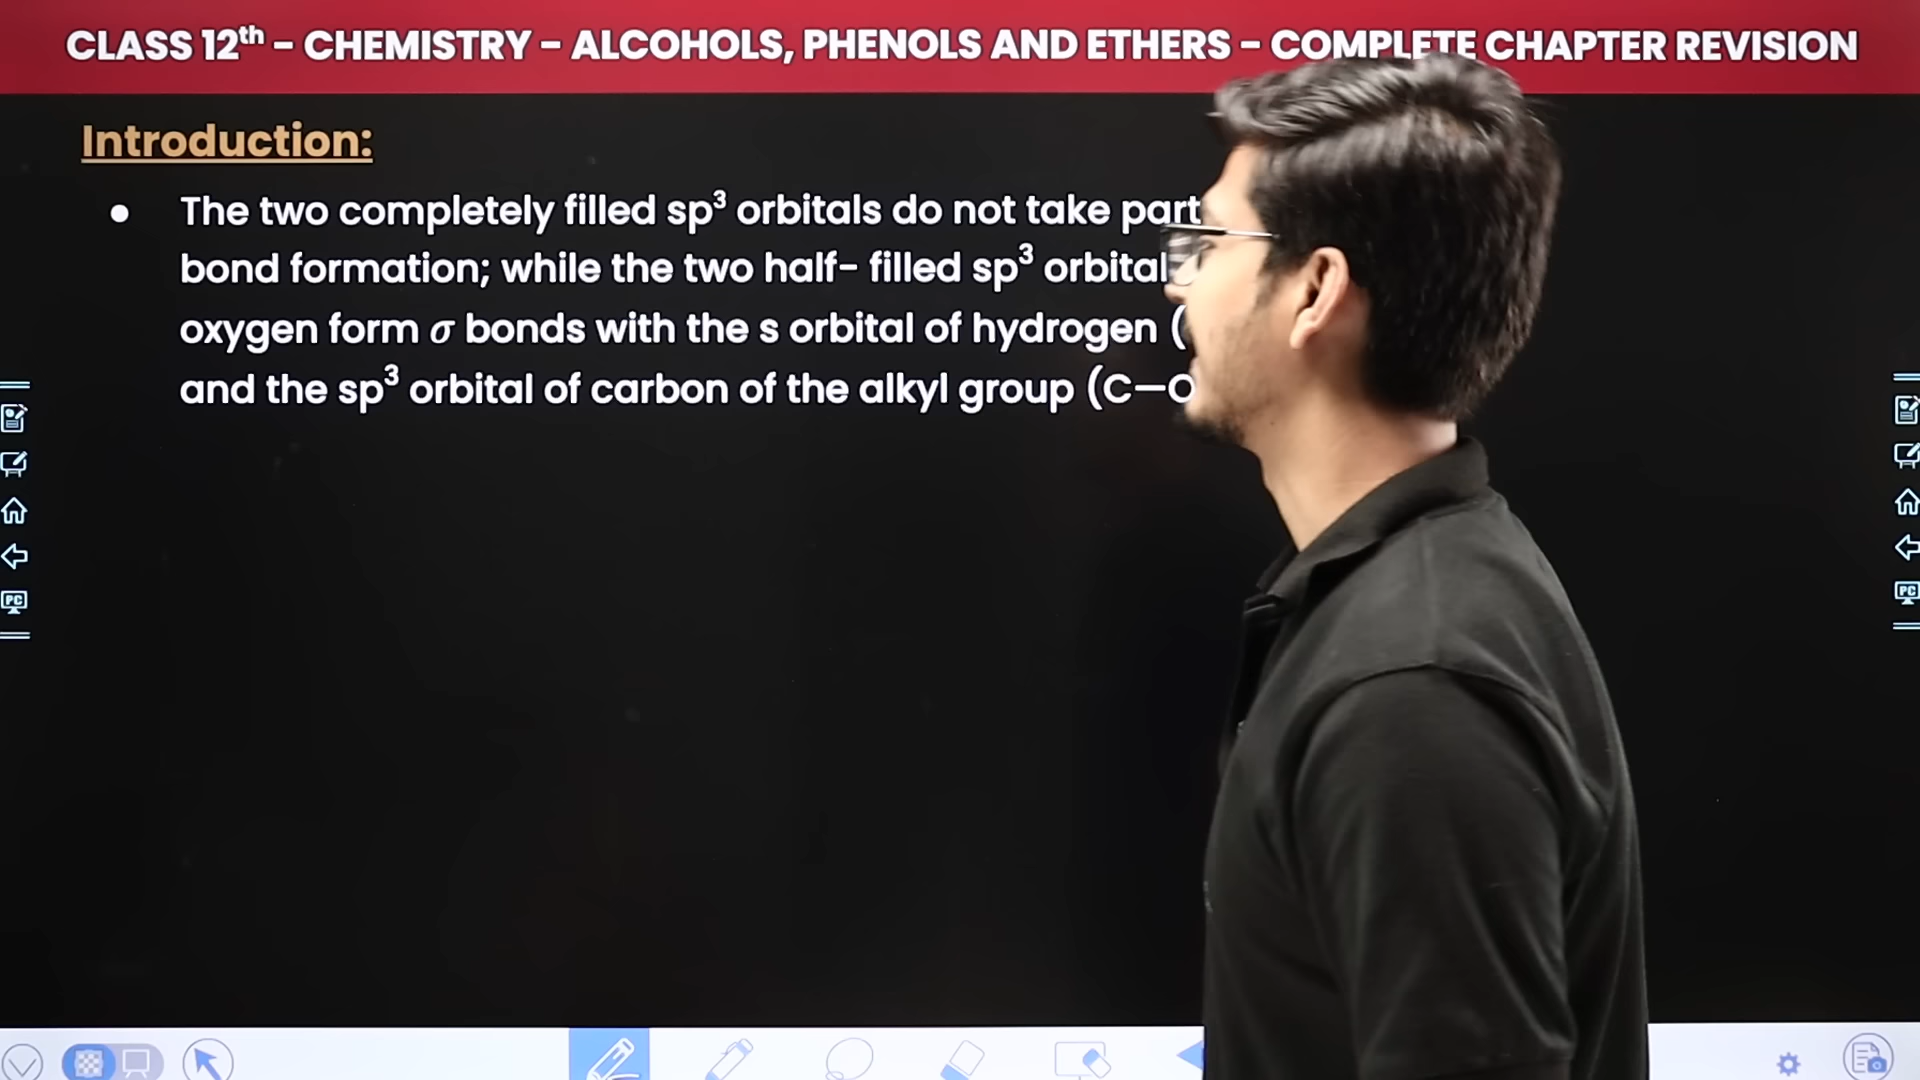 CLASS 12th – CHEMISTRY – ALCOHOLS, PHENOLS AND ETHERS – COMPLETE CHAPTER REVISION
Introduction:
● The two completely filled sp³ orbitals do not take part
bond formation; while the two half- filled sp³ orbital
oxygen form σ bonds with the s orbital of hydrogen (
and the sp³ orbital of carbon of the alkyl group (C—O
PC
PC